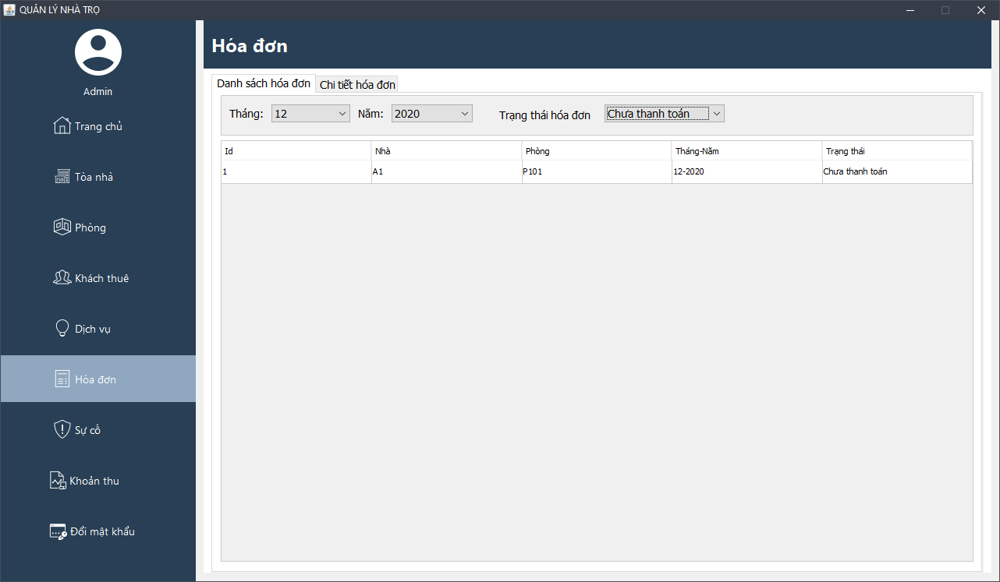 QUẢN LÝ NHÀ TRỌ
Admin
Trang chủ
Tòa nhà
Phòng
Khách thuê
Dịch vụ
Hóa đơn
Sự cố
Khoản thu
Đổi mật khẩu
Hóa đơn
Danh sách hóa đơn Chi tiết hóa đơn
Tháng: 12 Năm: 2020 Trạng thái hóa đơn Chưa thanh toán
Id Nhà Phòng Tháng-Năm Trạng thái
1 A1 P101 12-2020 Chưa thanh toán